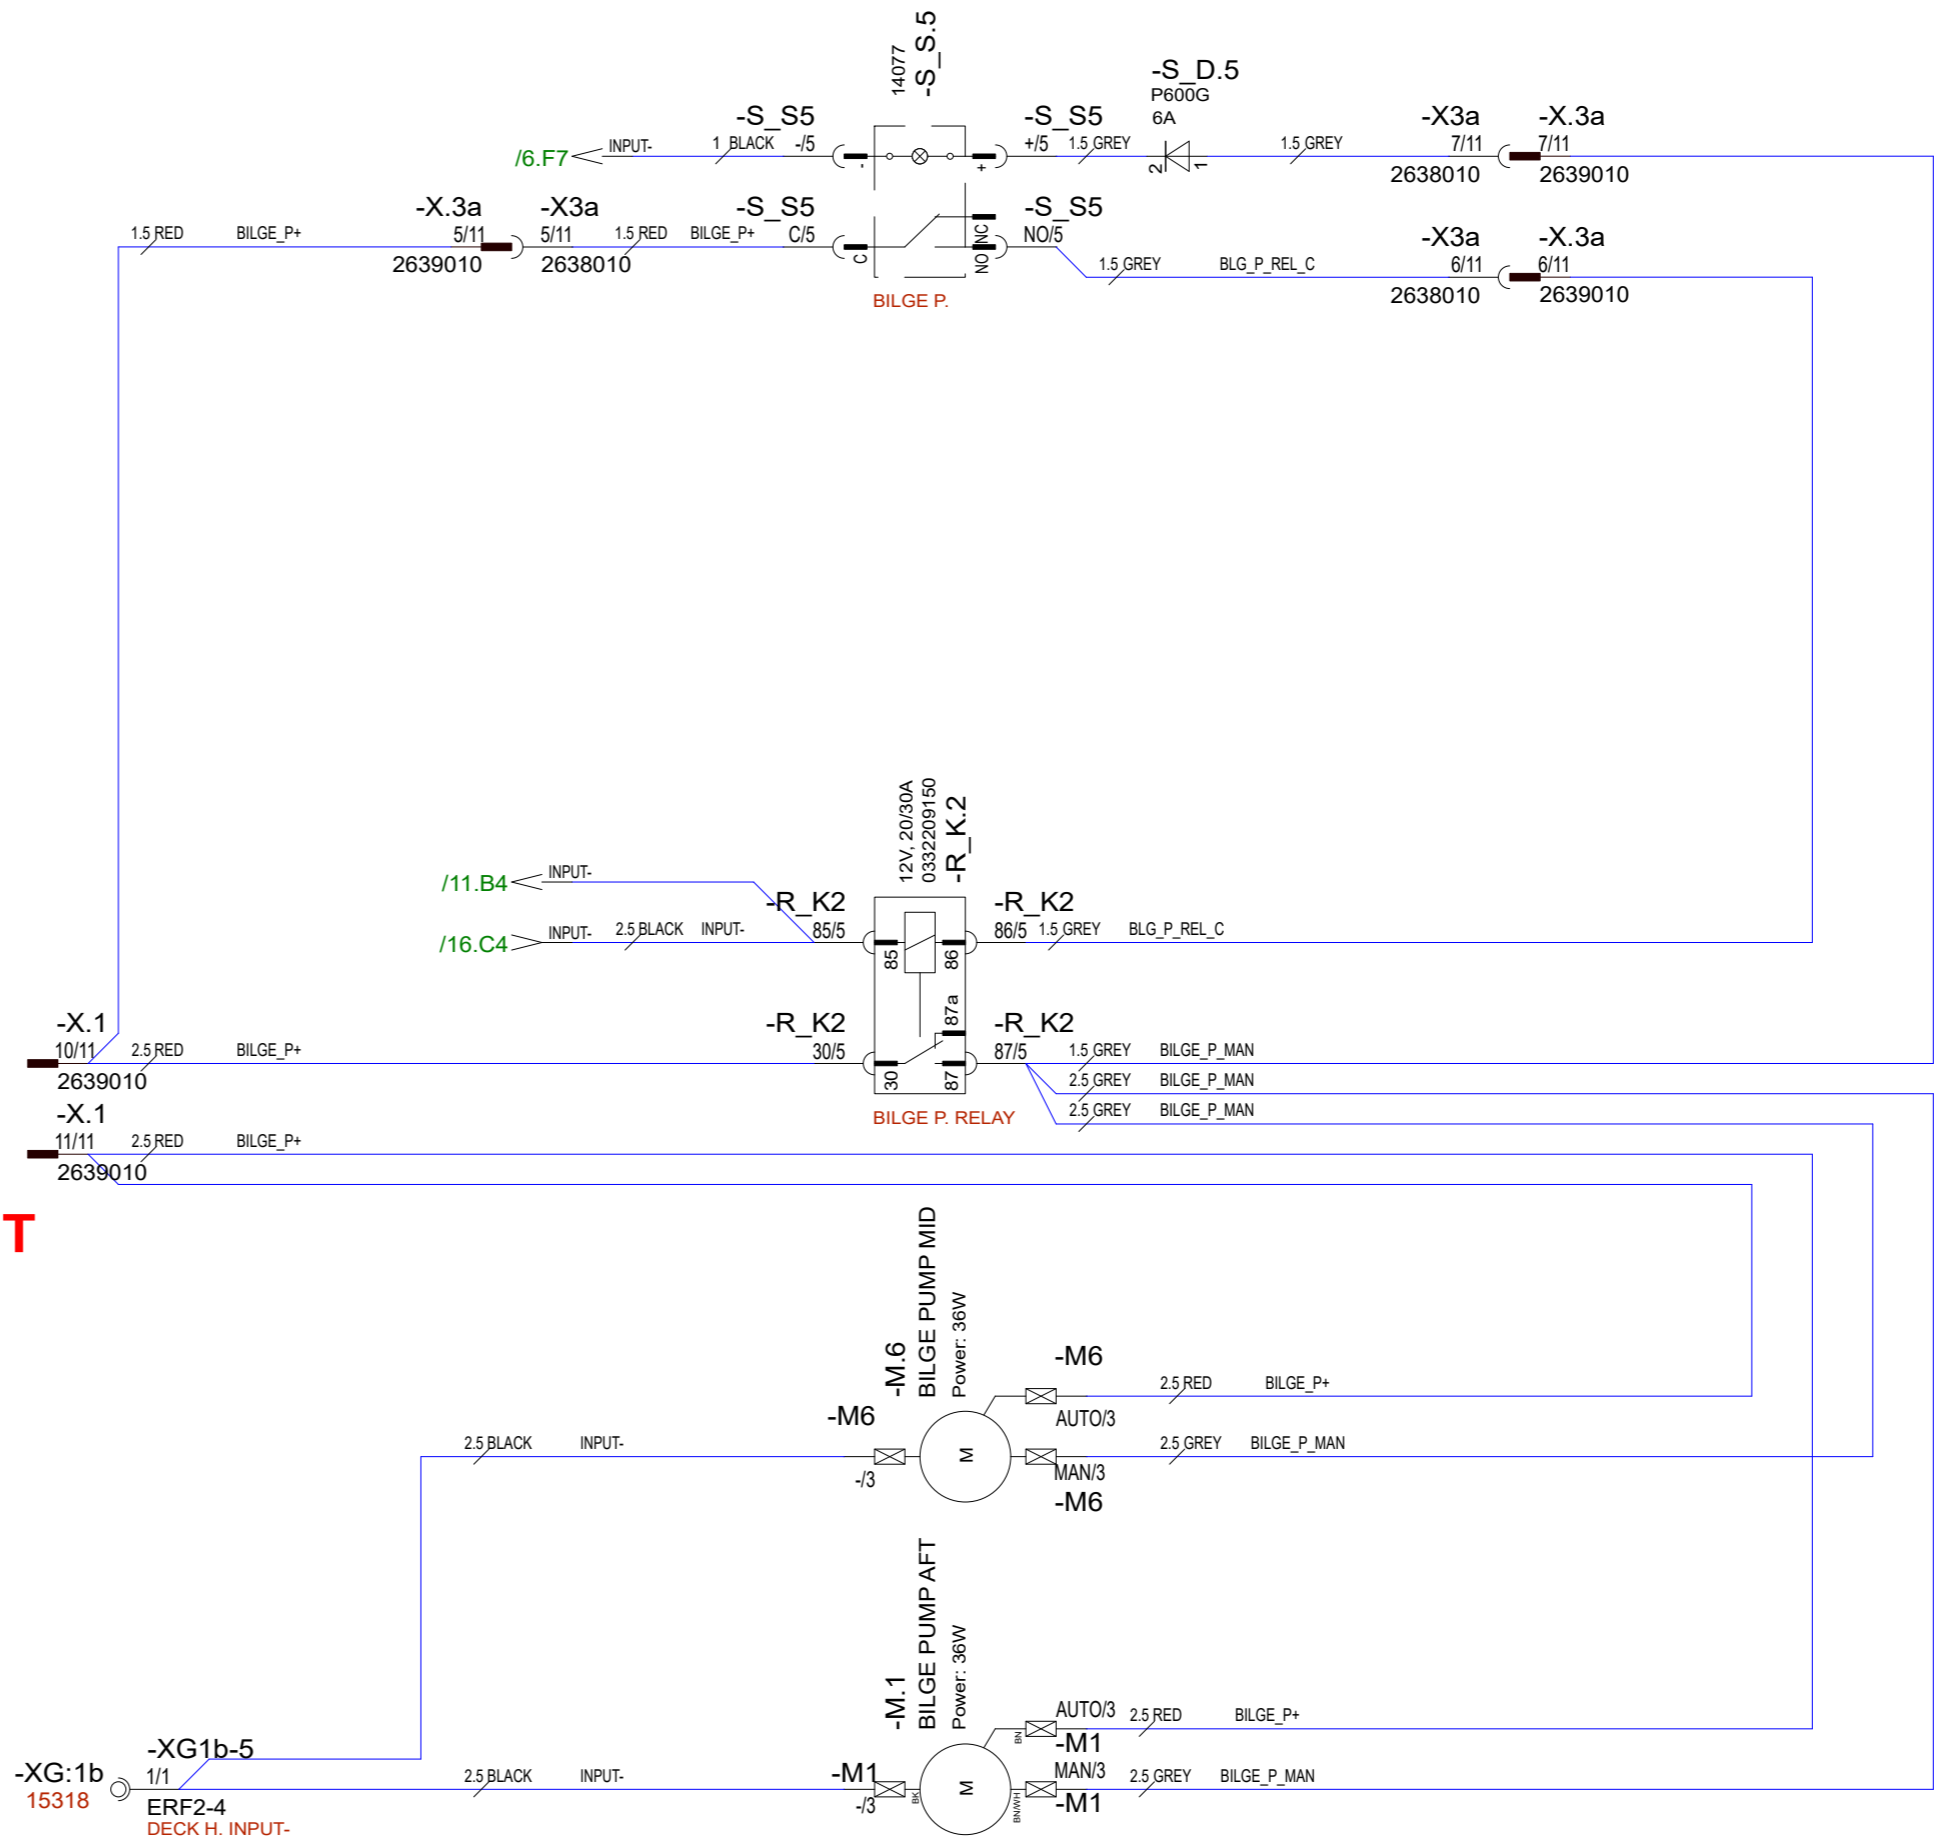 14077
-S_S.5
-S_D.5
P600G
6A
-S_S5
-S_S5
-X3a
-X.3a
/6.F7
INPUT-
1 BLACK
-/5
-
+
+/5
1.5 GREY
2
1
1.5 GREY
7/11
7/11
2638010
2639010
-X.3a
-X3a
-S_S5
-S_S5
1.5 RED
BILGE_P+
5/11
5/11
1.5 RED
BILGE_P+
C/5
C
NO
NC
NO/5
2639010
2638010
-X3a
-X.3a
1.5 GREY
BLG_P_REL_C
6/11
6/11
2638010
2639010
BILGE P.
12V, 20/30A
0332209150
-R_K.2
/11.B4
INPUT-
-R_K2
-R_K2
/16.C4
INPUT-
2.5 BLACK
INPUT-
85/5
85
86
86/5
1.5 GREY
BLG_P_REL_C
87a
-X.1
-R_K2
-R_K2
10/11
2.5 RED
BILGE_P+
30/5
30
87
87/5
1.5 GREY
BILGE_P_MAN
2639010
2.5 GREY
BILGE_P_MAN
-X.1
BILGE P. RELAY
2.5 GREY
BILGE_P_MAN
11/11
2.5 RED
BILGE_P+
2639010
T
-M.6
BILGE PUMP MID
Power: 36W
-M6
2.5 RED
BILGE_P+
AUTO/3
-M6
2.5 BLACK
INPUT-
-/3
M
2.5 GREY
BILGE_P_MAN
MAN/3
-M6
-M.1
BILGE PUMP AFT
Power: 36W
AUTO/3
2.5 RED
BILGE_P+
BN
-M1
-XG1b-5
-XG:1b
15318
1/1
2.5 BLACK
INPUT-
-M1
-/3
BK
M
BN/WH
MAN/3
2.5 GREY
BILGE_P_MAN
-M1
ERF2-4
DECK H. INPUT-